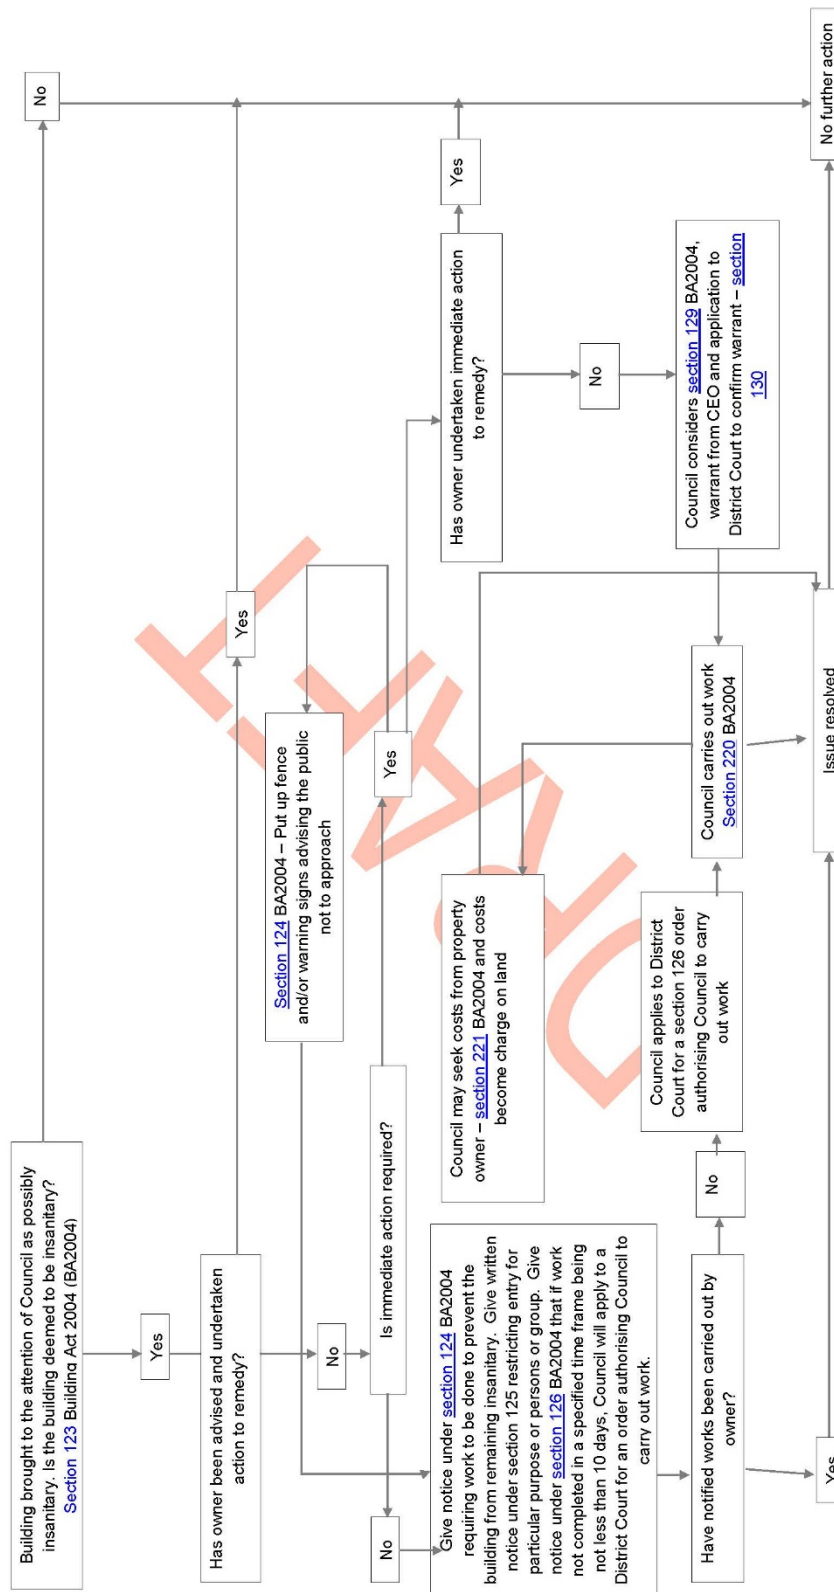 Building brought to the attention of Council as possibly
insanitary. Is the building deemed to be insanitary?
Section 123 Building Act 2004 (BA2004)
No
Yes
Has owner been advised and undertaken
action to remedy?
Yes
No
Section 124 BA2004 – Put up fence
and/or warning signs advising the public
not to approach
Is immediate action required?
Yes
No
Has owner undertaken immediate action
to remedy?
Yes
No
Give notice under section 124 BA2004
requiring work to be done to prevent the
building from remaining insanitary. Give written
notice under section 125 restricting entry for
particular purpose or persons or group. Give
notice under section 126 BA2004 that if work
not completed in a specified time frame being
not less than 10 days, Council will apply to a
District Court for an order authorising Council to
carry out work.
Council may seek costs from property
owner – section 221 BA2004 and costs
become charge on land
Council considers section 129 BA2004,
warrant from CEO and application to
District Court to confirm warrant – section
130
Have notified works been carried out by
owner?
No
Council applies to District
Court for a section 126 order
authorising Council to carry
out work
Council carries out work
Section 220 BA2004
Yes
Issue resolved
No further action
DRAFT